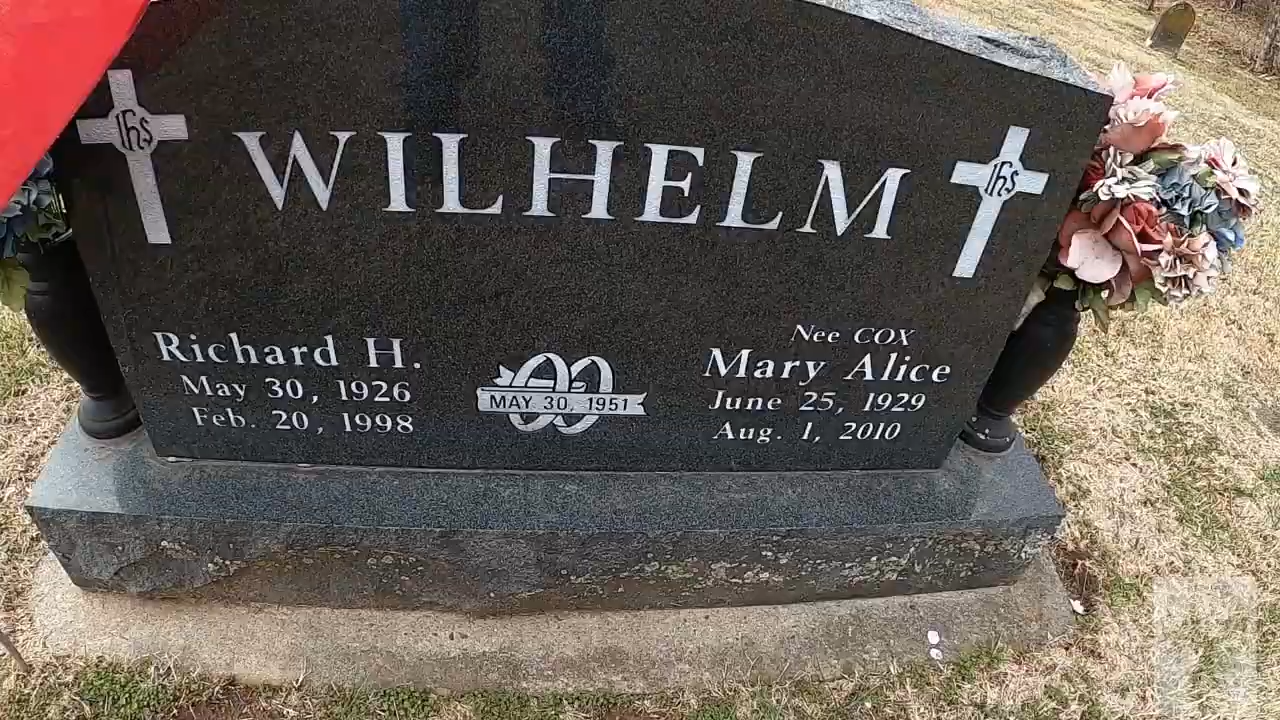 IHS
WILHELM
IHS
Richard H.
May 30, 1926
Feb. 20, 1998
MAY 30, 1951
Nee COX
Mary Alice
June 25, 1929
Aug. 1, 2010